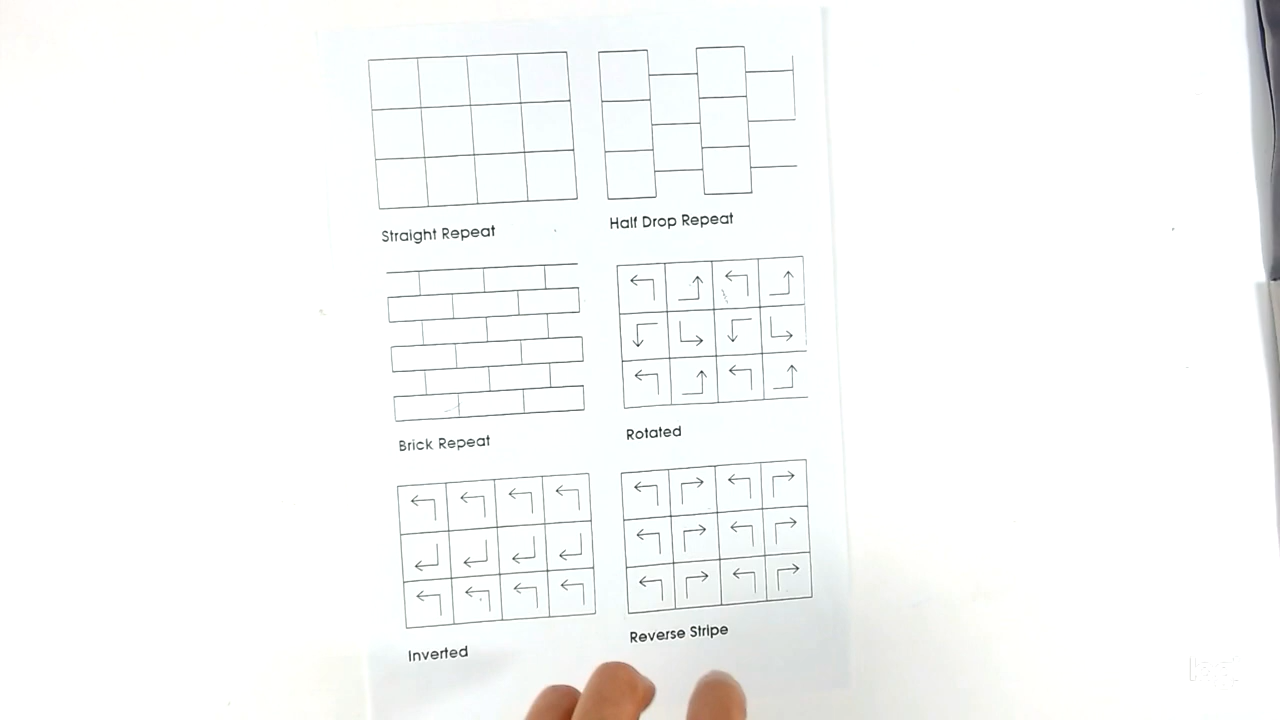 Straight Repeat
Half Drop Repeat
Brick Repeat
Rotated
Inverted
Reverse Stripe